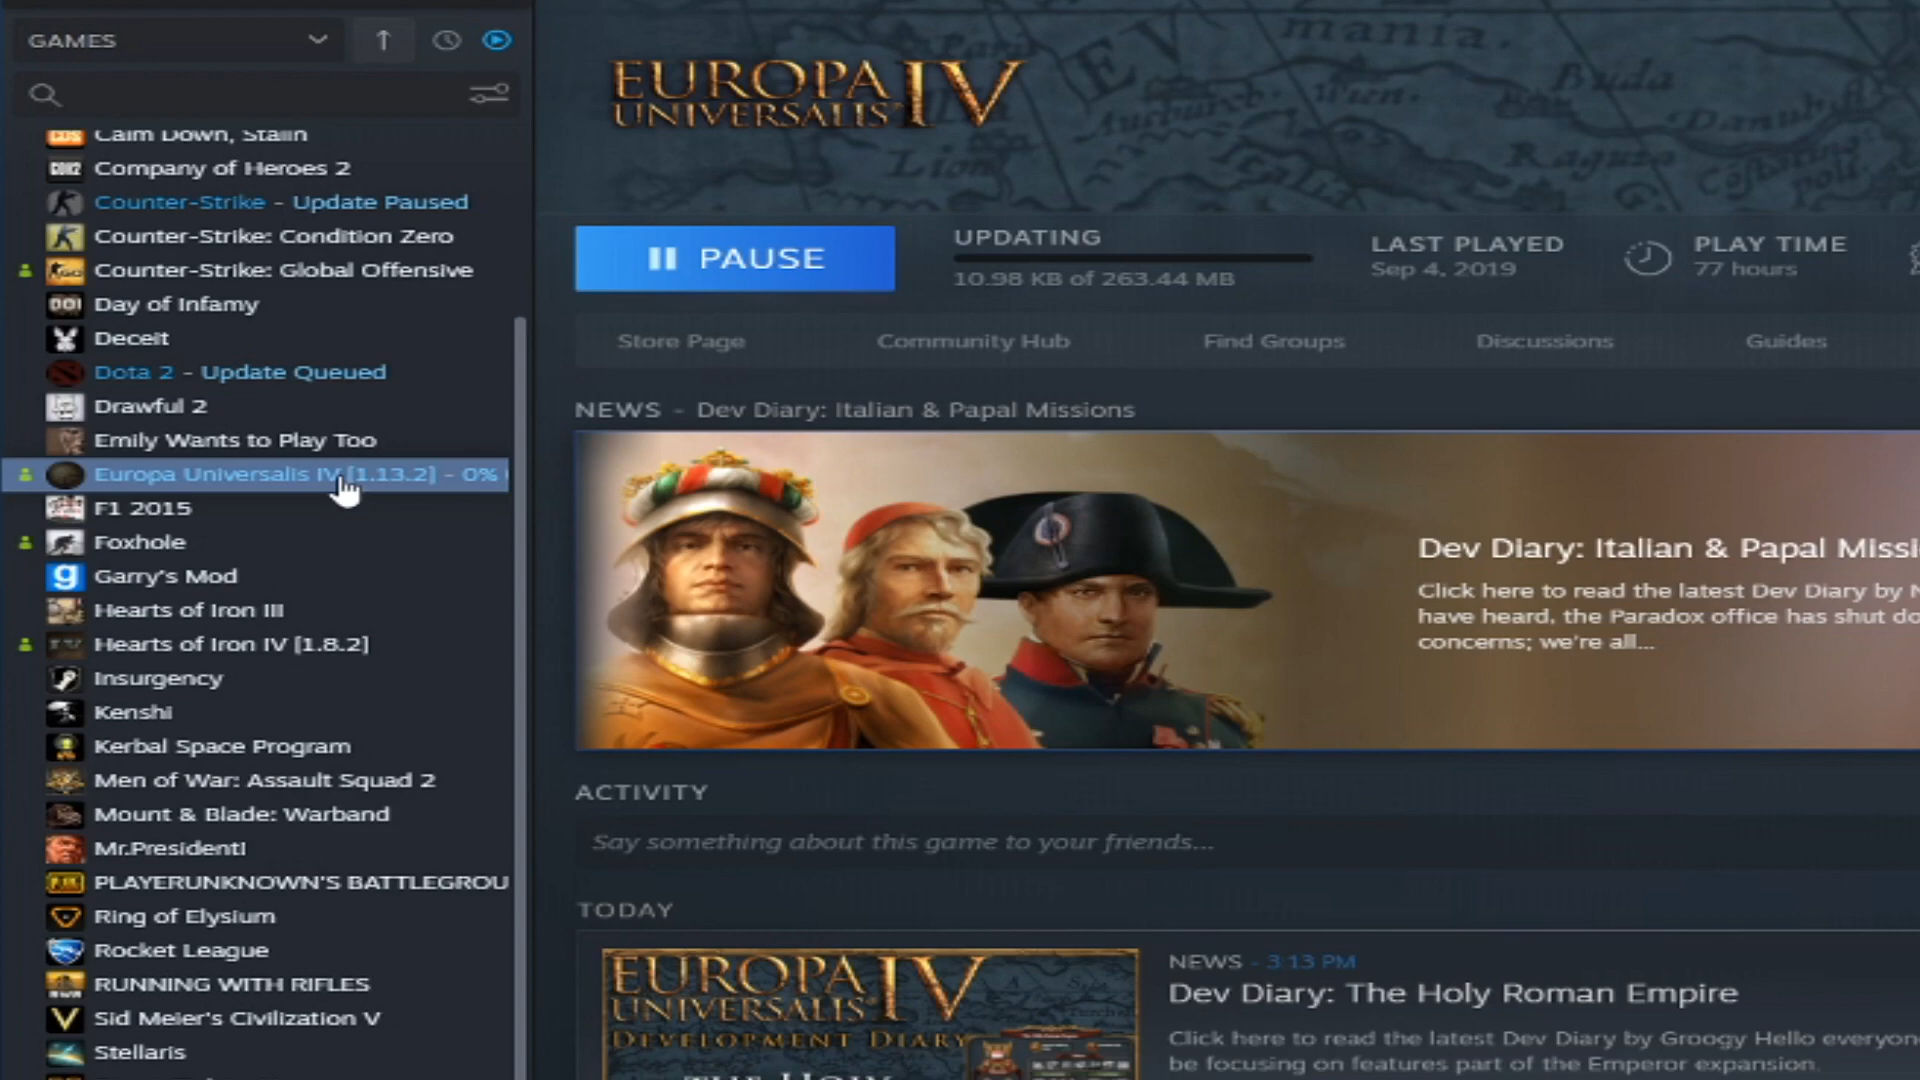 GAMES
Calm Down, Stalin
Company of Heroes 2
Counter-Strike - Update Paused
Counter-Strike: Condition Zero
Counter-Strike: Global Offensive
Day of Infamy
Deceit
Dota 2 - Update Queued
Drawful 2
Emily Wants to Play Too
Europa Universalis IV [1.13.2] - 0%
F1 2015
Foxhole
Garry's Mod
Hearts of Iron III
Hearts of Iron IV [1.8.2]
Insurgency
Kenshi
Kerbal Space Program
Men of War: Assault Squad 2
Mount & Blade: Warband
Mr.President!
PLAYERUNKNOWN'S BATTLEGROU
Ring of Elysium
Rocket League
RUNNING WITH RIFLES
Sid Meier's Civilization V
Stellaris
EUROPA
UNIVERSALIS IV
mania.
Paris
Buda
Wien.
Lion
Ragusa
PAUSE
UPDATING
10.98 KB of 263.44 MB
LAST PLAYED
Sep 4, 2019
PLAY TIME
77 hours
Store Page
Community Hub
Find Groups
Discussions
Guides
NEWS - Dev Diary: Italian & Papal Missions
Dev Diary: Italian & Papal Missi
Click here to read the latest Dev Diary by N
have heard, the Paradox office has shut do
concerns; we're all...
ACTIVITY
Say something about this game to your friends...
TODAY
EUROPA
UNIVERSALIS IV
DEVELOPMENT DIARY
THE HOLY
NEWS - 3:13 PM
Dev Diary: The Holy Roman Empire
Click here to read the latest Dev Diary by Groogy Hello everyon
be focusing on features part of the Emperor expansion.